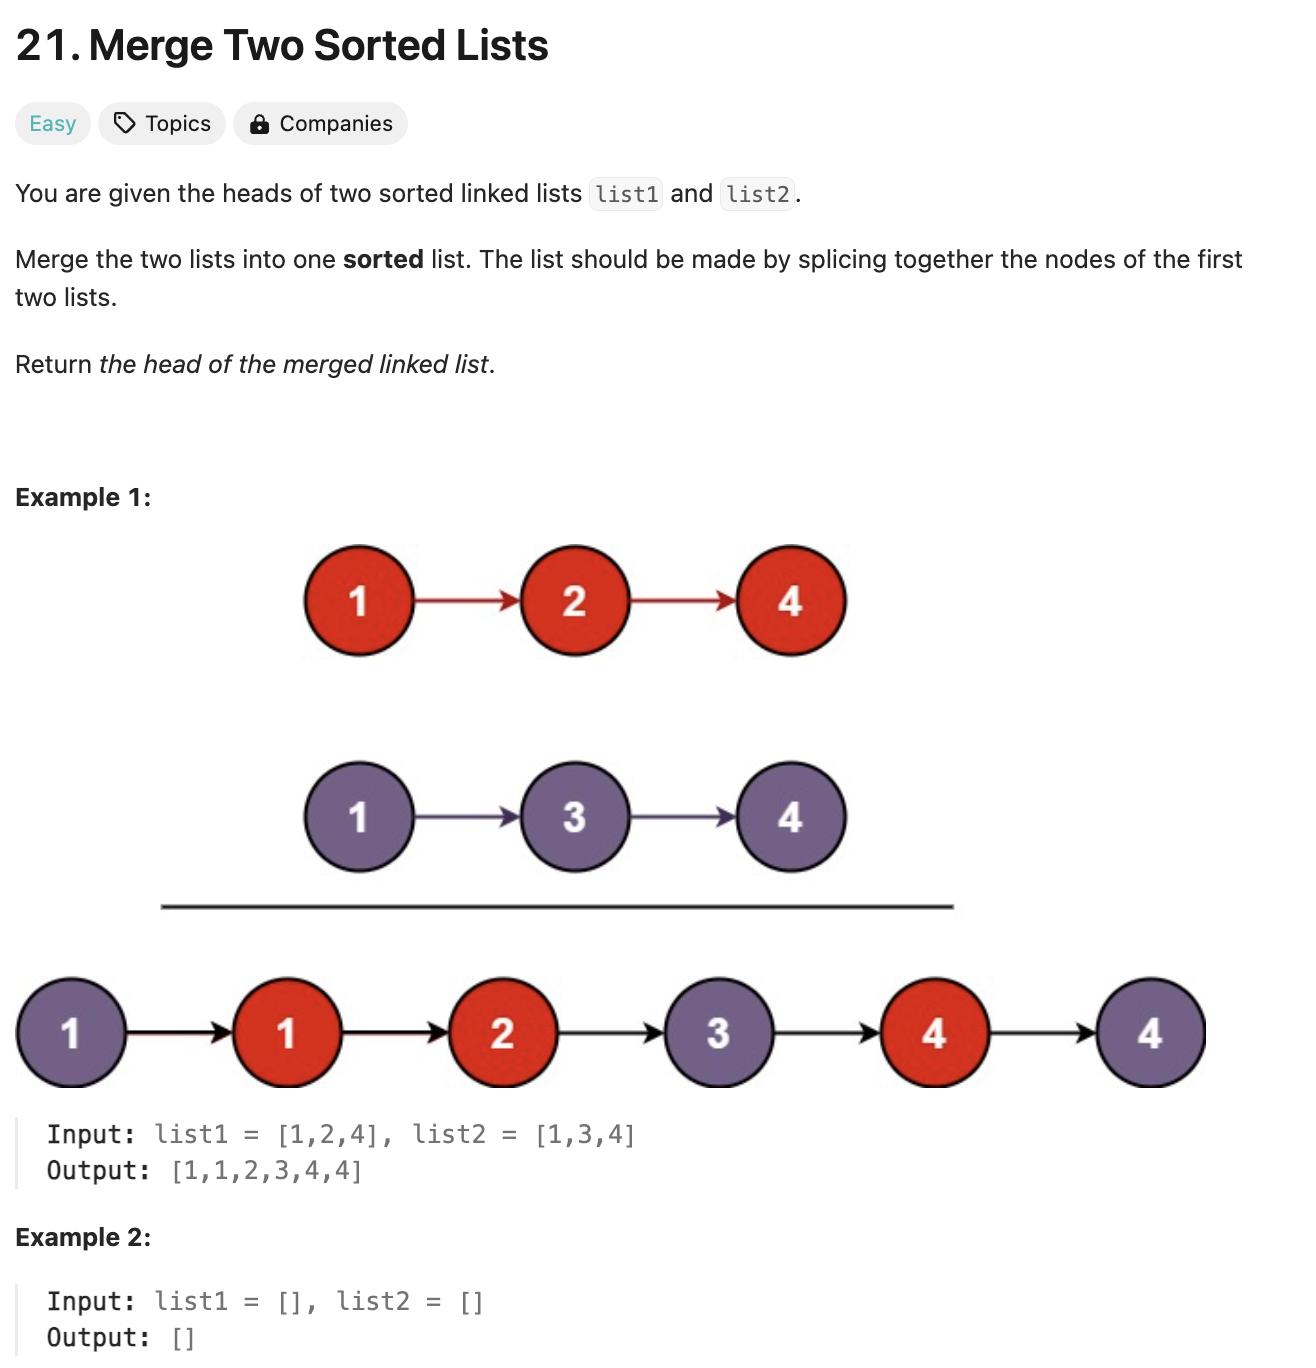 21. Merge Two Sorted Lists
Easy Topics Companies
You are given the heads of two sorted linked lists list1 and list2.
Merge the two lists into one sorted list. The list should be made by splicing together the nodes of the first
two lists.
Return the head of the merged linked list.
Example 1:
1 2 4
1 3 4
1 1 2 3 4 4
Input: list1 = [1,2,4], list2 = [1,3,4]
Output: [1,1,2,3,4,4]
Example 2:
Input: list1 = [], list2 = []
Output: []